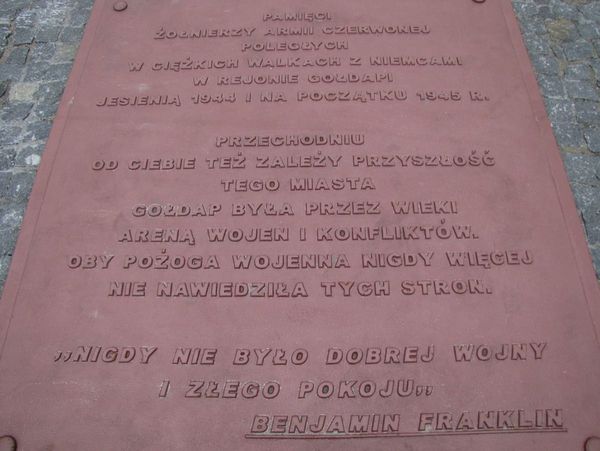 PAMIĘCI
ŻOŁNIERZY ARMII CZERWONEJ
POLEGŁYCH
W CIĘŻKICH WALKACH Z NIEMCAMI
W REJONIE GOŁDAPI
JESIENIĄ 1944 I NA POCZĄTKU 1945 R.
PRZECHODNIU
OD CIEBIE TEŻ ZALEŻY PRZYSZŁOŚĆ
TEGO MIASTA
GOŁDAP BYŁA PRZEZ WIEKI
ARENĄ WOJEN I KONFLIKTÓW.
OBY POŻOGA WOJENNA NIGDY WIĘCEJ
NIE NAWIEDZIŁA TYCH STRON.
„NIGDY NIE BYŁO DOBREJ WOJNY
I ZŁEGO POKOJU„
BENJAMIN FRANKLIN